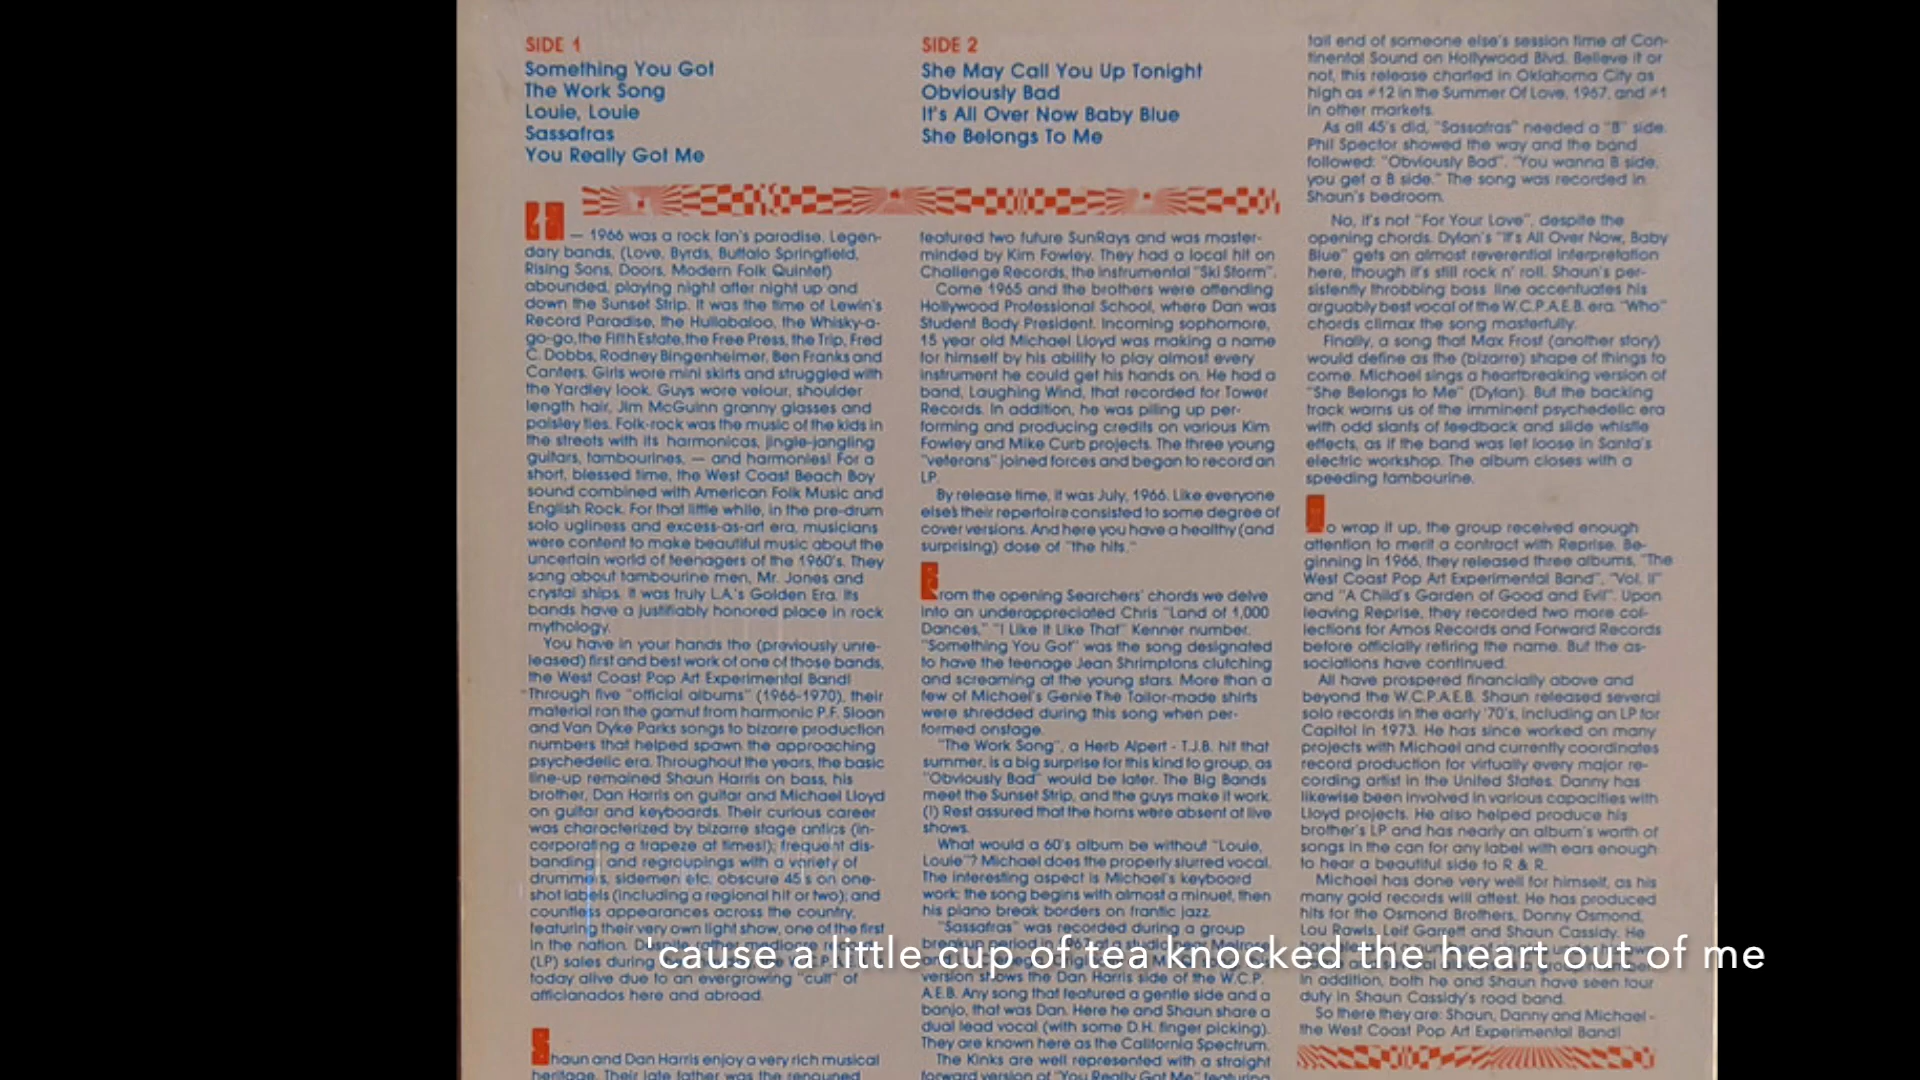 SIDE 1
Something You Got
The Work Song
Louie, Louie
Sassafras
You Really Got Me
SIDE 2
She May Call You Up Tonight
Obviously Bad
It's All Over Now Baby Blue
She Belongs To Me
— 1966 was a rock fan's paradise. Legen-
dary bands, (Love, Byrds, Buffalo Springfield,
Rising Sons, Doors, Modern Folk Quintet)
abounded, playing night after night up and
down the Sunset Strip. It was the time of Lewin's
Record Paradise, the Hullabaloo, the Whisky-a-
go-go, the Fifth Estate, the Free Press, the Trip, Fred
C. Dobbs, Rodney Bingenheimer, Ben Franks and
Canters. Girls wore mini skirts and struggled with
the Yardley look. Guys wore velour, shoulder
length hair, Jim McGuinn granny glasses and
paisley ties. Folk-rock was the music of the kids in
the streets with its harmonicas, jingle-jangling
guitars, tambourines, — and harmonies! For a
short, blessed time, the West Coast Beach Boy
sound combined with American Folk Music and
English Rock. For that little while, in the pre-drum
solo ugliness and excess-as-art era, musicians
were content to make beautiful music about the
uncertain world of teenagers of the 1960's. They
sang about tambourine men, Mr. Jones and
crystal ships. It was truly L.A.'s Golden Era. Its
bands have a justifiably honored place in rock
mythology.
You have in your hands the (previously unre-
leased) first and best work of one of those bands,
the West Coast Pop Art Experimental Band!
Through five "official albums" (1966-1970), their
material ran the gamut from harmonic P.F. Sloan
and Van Dyke Parks songs to bizarre production
numbers that helped spawn the approaching
psychedelic era. Throughout the years, the basic
line-up remained Shaun Harris on bass, his
brother, Dan Harris on guitar and Michael Lloyd
on guitar and keyboards. Their curious career
was characterized by bizarre stage antics (in-
corporating a trapeze at times!); frequent dis-
banding and regroupings with a variety of
drummers, sidemen etc. obscure 45's on one-
shot labels (including a regional hit or two); and
countless appearances across the country,
featuring their very own light show, one of the first
in the nation. Despite rather mediocre
(LP) sales during
today alive due to an evergrowing "cult" of
afficianados here and abroad.
Shaun and Dan Harris enjoy a very rich musical
heritage. Their late father was the renouned
featured two future SunRays and was master-
minded by Kim Fowley. They had a local hit on
Challenge Records, the instrumental "Ski Storm".
Come 1965 and the brothers were attending
Hollywood Professional School, where Dan was
Student Body President. Incoming sophomore,
15 year old Michael Lloyd was making a name
for himself by his ability to play almost every
instrument he could get his hands on. He had a
band, Laughing Wind, that recorded for Tower
Records. In addition, he was piling up per-
forming and producing credits on various Kim
Fowley and Mike Curb projects. The three young
"veterans" joined forces and began to record an
LP.
By release time, it was July, 1966. Like everyone
else's their repertoire consisted to some degree of
cover versions. And here you have a healthy (and
surprising) dose of "the hits."
From the opening Searchers' chords we delve
into an underappreciated Chris "Land of 1,000
Dances," "I Like It Like That" Kenner number.
"Something You Got" was the song designated
to have the teenage Jean Shrimptons clutching
and screaming at the young stars. More than a
few of Michael's Genie The Tailor-made shirts
were shredded during this song when per-
formed onstage.
"The Work Song", a Herb Alpert - T.J.B. hit that
summer, is a big surprise for this kind fo group, as
"Obviously Bad" would be later. The Big Bands
meet the Sunset Strip, and the guys make it work.
(!) Rest assured that the horns were absent at live
shows.
What would a 60's album be without "Louie,
Louie"? Michael does the properly slurred vocal.
The interesting aspect is Michael's keyboard
work: the song begins with almost a minuet, then
his piano break borders on frantic jazz.
"Sassafras" was recorded during a group
breakup period in
version shows the Dan Harris side of the W.C.P.
A.E.B. Any song that featured a gentle side and a
banjo, that was Dan. Here he and Shaun share a
dual lead vocal (with some D.H. finger picking).
They are known here as the California Spectrum.
The Kinks are well represented with a straight
forward version of "You Really Got Me" featuring
tail end of someone else's session time at Con-
tinental Sound on Hollywood Blvd. Believe it or
not, this release charted in Oklahoma City as
high as #12 in the Summer Of Love, 1967, and #1
in other markets.
As all 45's did, "Sassafras" needed a "B" side.
Phil Spector showed the way and the band
followed: "Obviously Bad". "You wanna B side,
you get a B side." The song was recorded in
Shaun's bedroom.
No, it's not "For Your Love", despite the
opening chords. Dylan's "It's All Over Now, Baby
Blue" gets an almost reverential interpretation
here, though it's still rock n' roll. Shaun's per-
sistently throbbing bass line accentuates his
arguably best vocal of the W.C.P.A.E.B. era. "Who"
chords climax the song masterfully.
Finally, a song that Max Frost (another story)
would define as the (bizarre) shape of things to
come. Michael sings a heartbreaking version of
"She Belongs to Me" (Dylan). But the backing
track warns us of the imminent psychedelic era
with odd slants of feedback and slide whistle
effects, as if the band was let loose in Santa's
electric workshop. The album closes with a
speeding tambourine.
To wrap it up, the group received enough
attention to merit a contract with Reprise. Be-
ginning in 1966, they released three albums, "The
West Coast Pop Art Experimental Band", "Vol. II"
and "A Child's Garden of Good and Evil". Upon
leaving Reprise, they recorded two more col-
lections for Amos Records and Forward Records
before officially retiring the name. But the as-
sociations have continued.
All have prospered financially above and
beyond the W.C.P.A.E.B. Shaun released several
solo records in the early '70's, including an LP for
Capitol in 1973. He has since worked on many
projects with Michael and currently coordinates
record production for virtually every major re-
cording artist in the United States. Danny has
likewise been involved in various capacities with
Lloyd projects. He also helped produce his
brother's LP and has nearly an album's worth of
songs in the can for any label with ears enough
to hear a beautiful side to R & R.
Michael has done very well for himself, as his
many gold records will attest. He has produced
hits for the Osmond Brothers, Donny Osmond,
Lou Rawls, Leif Garrett and Shaun Cassidy. He
In addition, both he and Shaun have seen tour
duty in Shaun Cassidy's road band.
So there they are: Shaun, Danny and Michael -
the West Coast Pop Art Experimental Band!
'cause a little cup of tea knocked the heart out of me